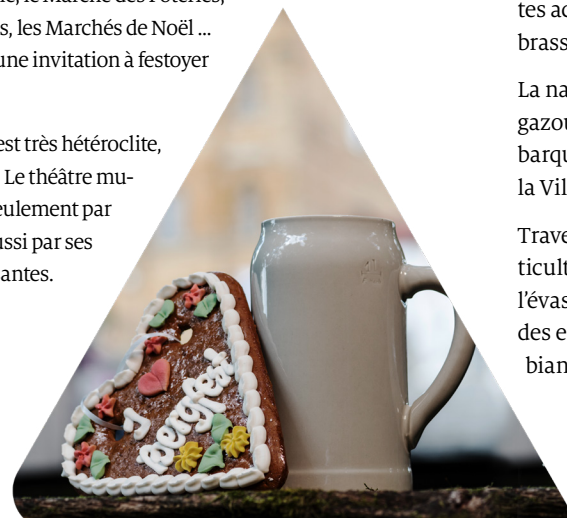 le Marché des Poteries,
s, les Marchés de Noël ...
une invitation à festoyer
est très hétéroclite,
Le théâtre mu-
eulement par
ussi par ses
antes.
Bergfest
tes ac
brass
La na
gazou
barqu
la Vil
Trave
ticult
l'évas
des e
bian